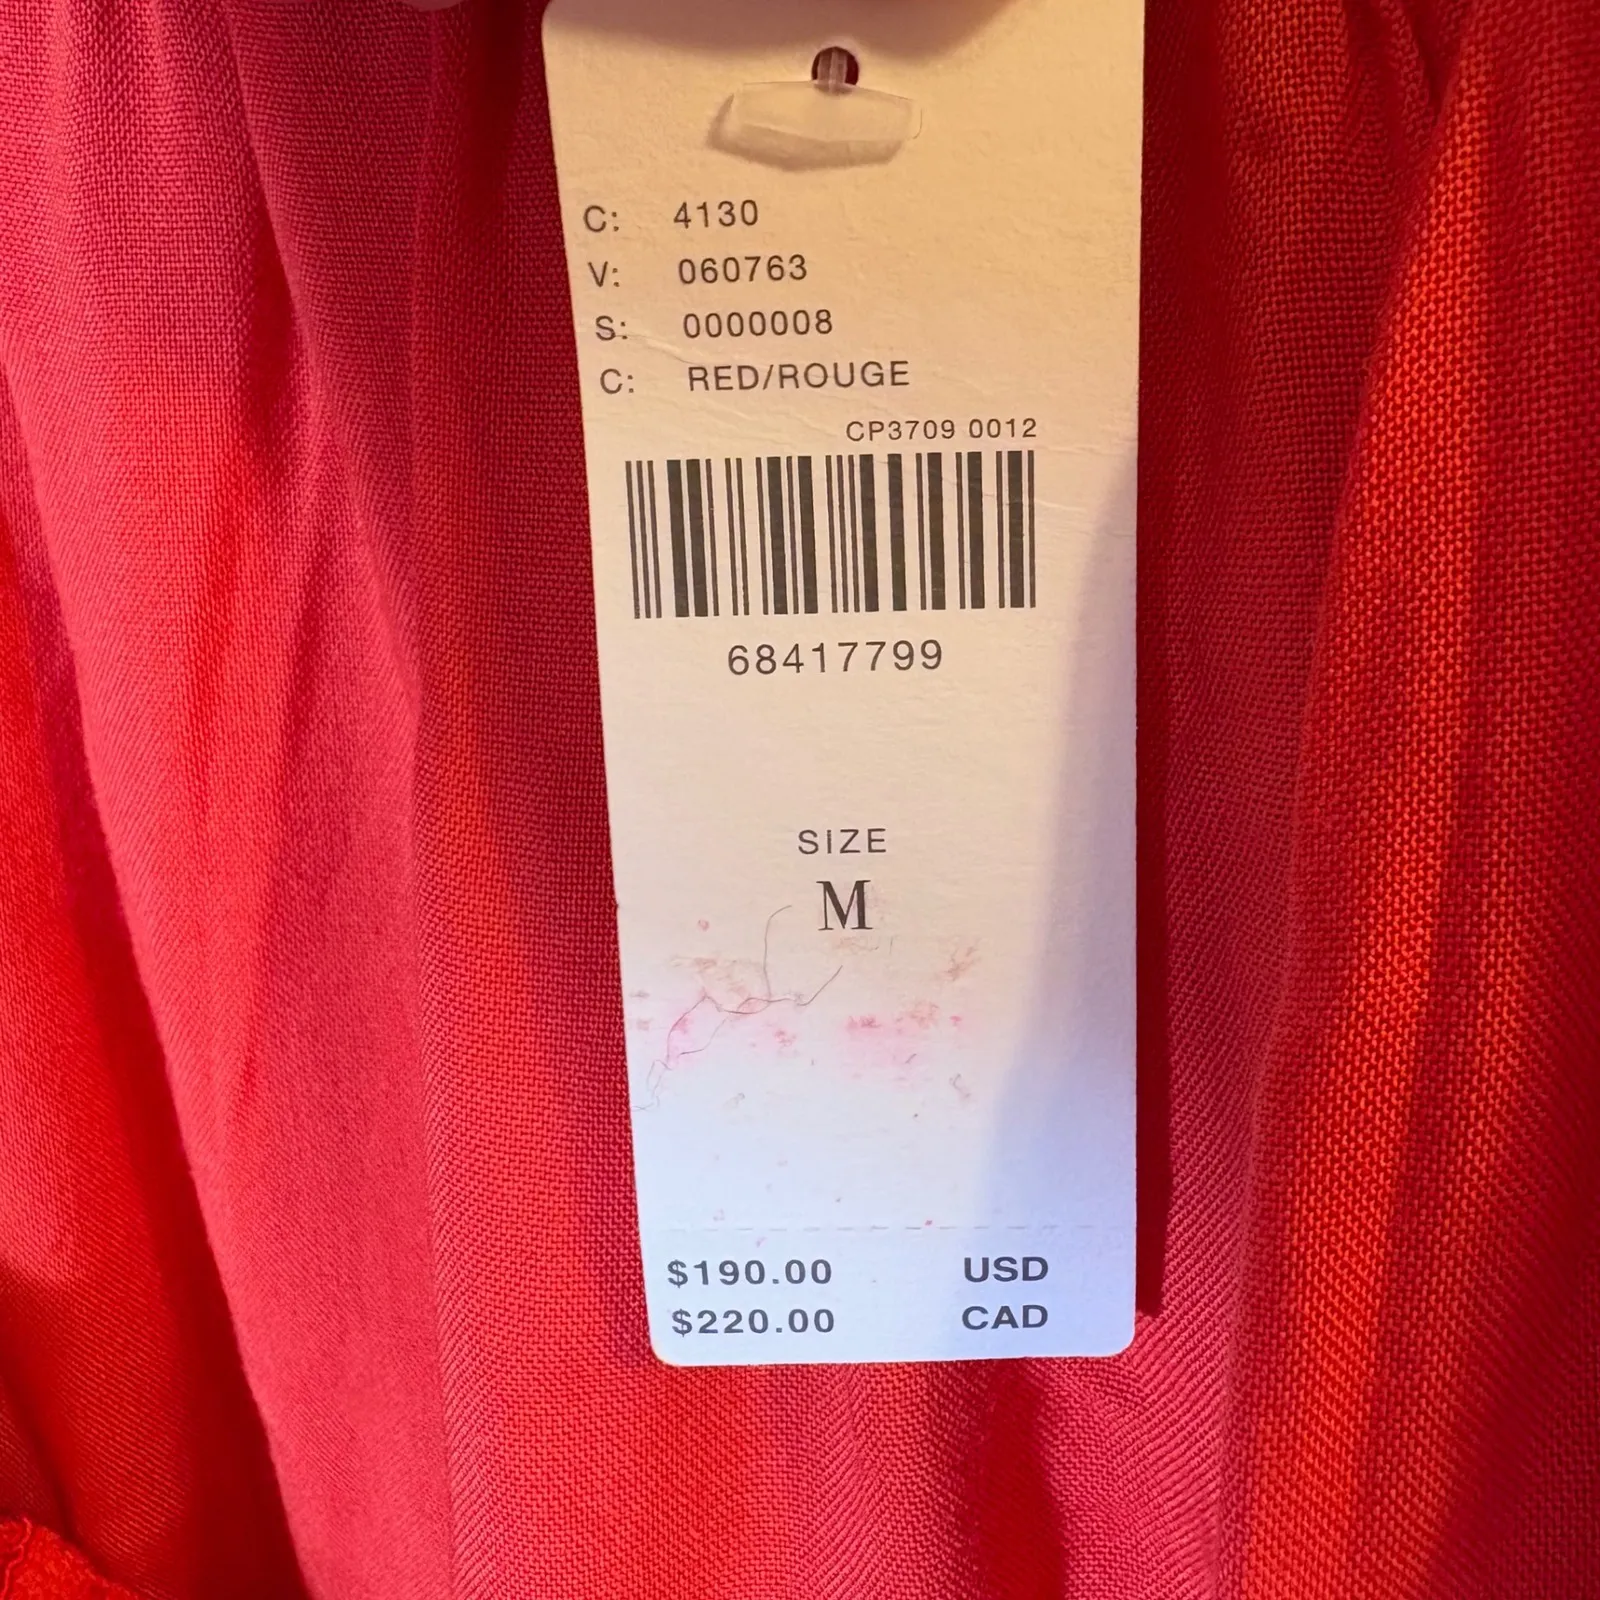 C: 4130
V: 060763
S: 0000008
C: RED/ROUGE
CP3709 0012
68417799
SIZE
M
$190.00 USD
$220.00 CAD